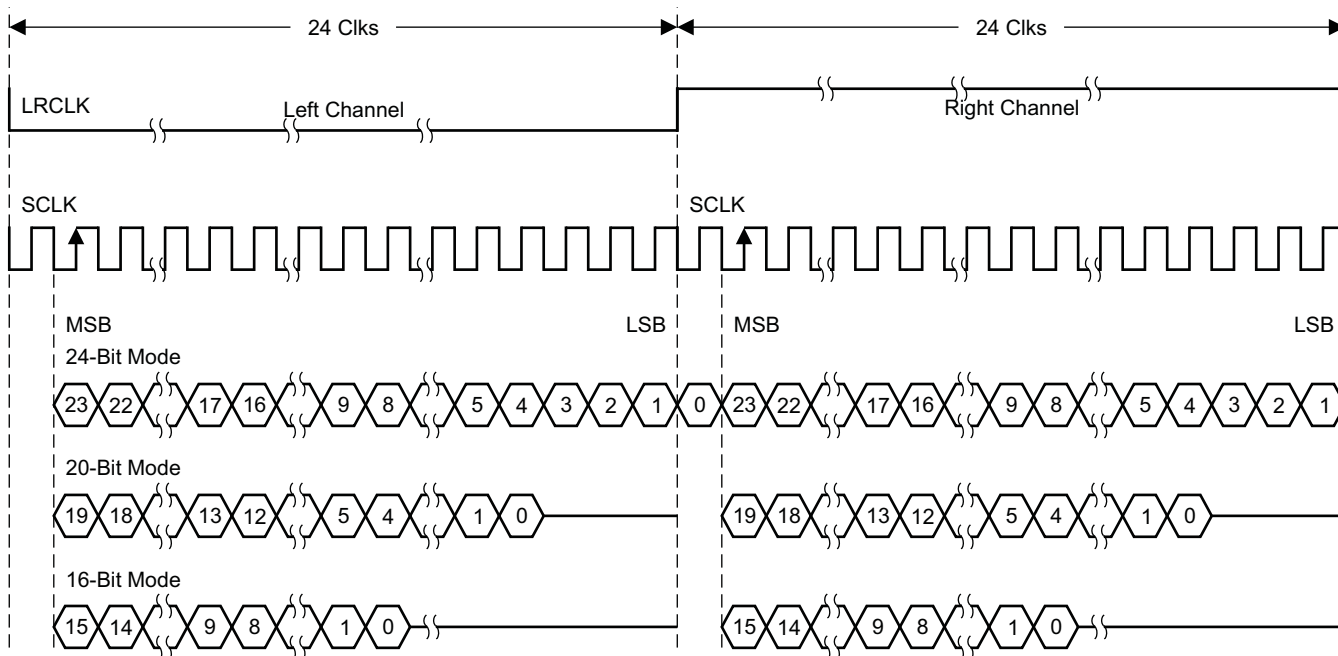 24 Clks 24 Clks
LRCLK Left Channel Right Channel
SCLK SCLK
MSB LSB MSB LSB
24-Bit Mode
23 22 17 16 9 8 5 4 3 2 1 0 23 22 17 16 9 8 5 4 3 2 1
20-Bit Mode
19 18 13 12 5 4 1 0 19 18 13 12 5 4 1 0
16-Bit Mode
15 14 9 8 1 0 15 14 9 8 1 0